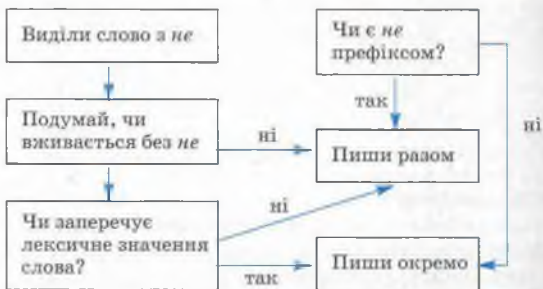 Виділи слово з не
Чи є не
префіксом?
так
ні
Подумай, чи
вживається без не
ні
Пиши разом
ні
Чи заперечує
лексичне значення
слова?
так
Пиши окремо